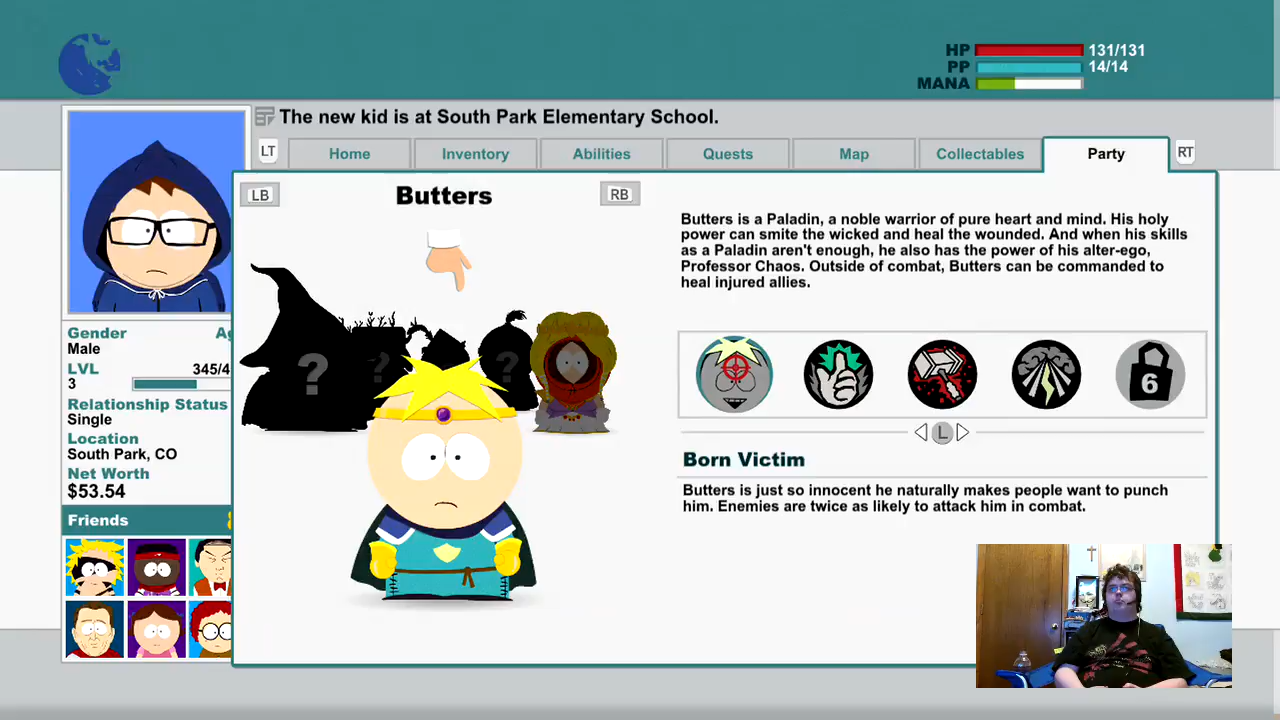 HP 131/131
PP 14/14
MANA
The new kid is at South Park Elementary School.
LT Home Inventory Abilities Quests Map Collectables Party RT
LB Butters RB
Butters is a Paladin, a noble warrior of pure heart and mind. His holy
power can smite the wicked and heal the wounded. And when his skills
as a Paladin aren't enough, he also has the power of his alter-ego,
Professor Chaos. Outside of combat, Butters can be commanded to
heal injured allies.
? ? ?
6
L
Born Victim
Butters is just so innocent he naturally makes people want to punch
him. Enemies are twice as likely to attack him in combat.
Gender Ag
Male
LVL 345/4
3
Relationship Status
Single
Location
South Park, CO
Net Worth
$53.54
Friends